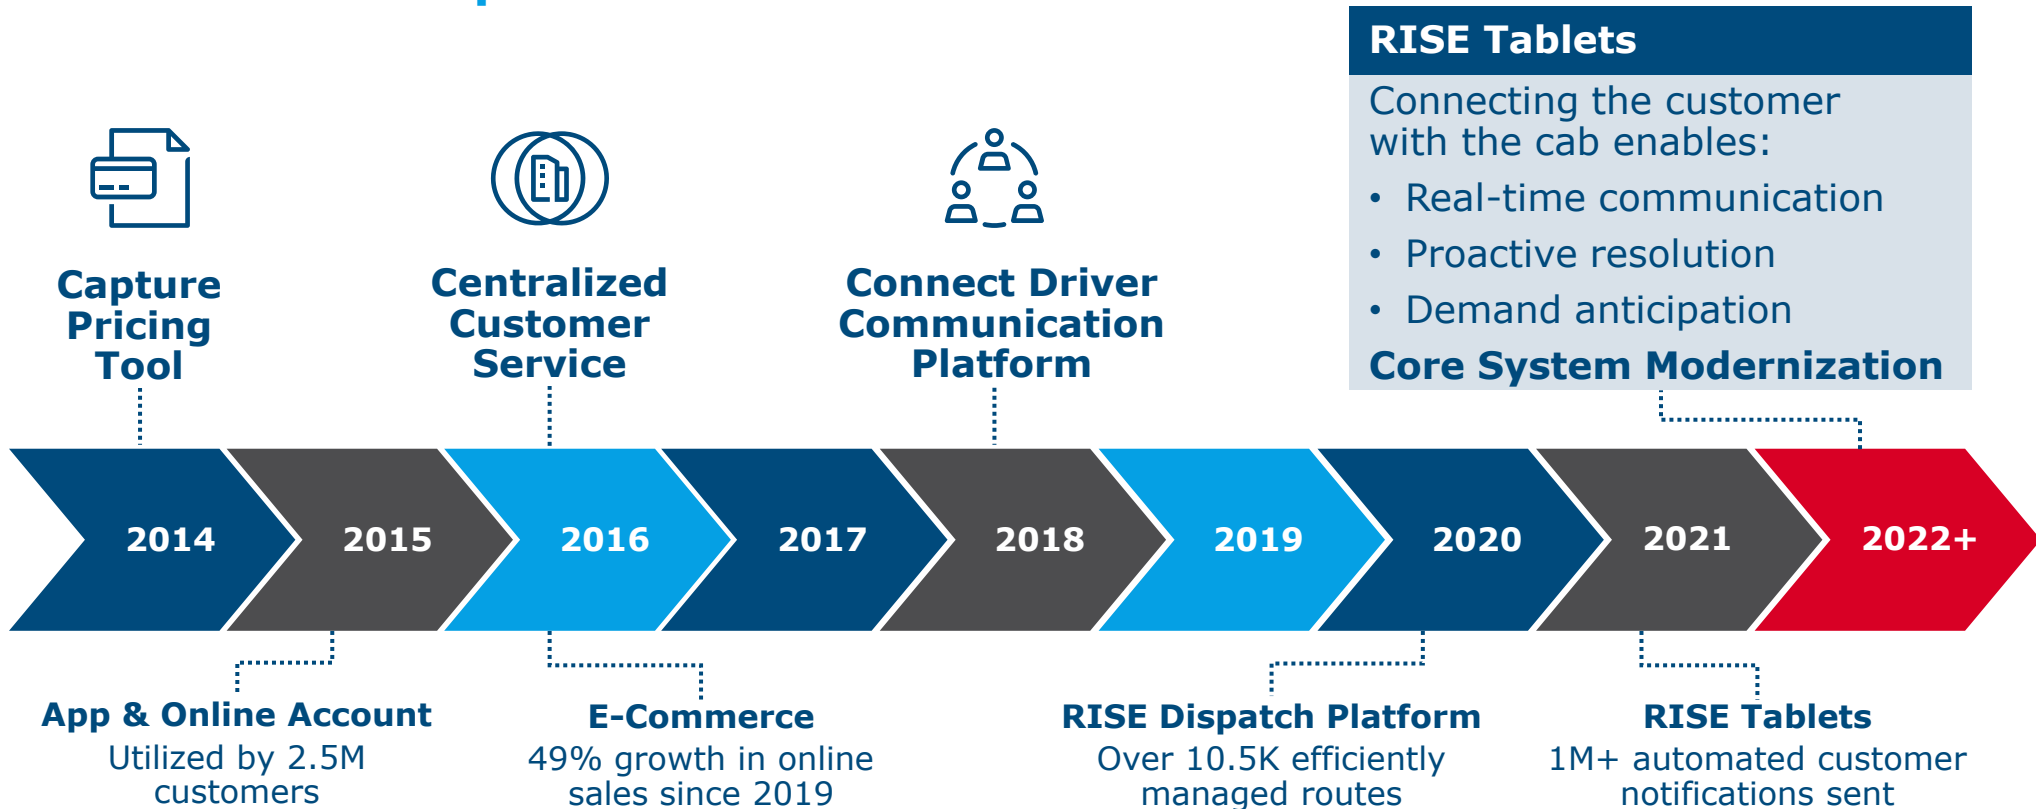 RISE Tablets
Connecting the customer
with the cab enables:
• Real-time communication
• Proactive resolution
• Demand anticipation
Core System Modernization
Capture
Pricing
Tool
Centralized
Customer
Service
Connect Driver
Communication
Platform
2014
2015
2016
2017
2018
2019
2020
2021
2022+
App & Online Account
Utilized by 2.5M
customers
E-Commerce
49% growth in online
sales since 2019
RISE Dispatch Platform
Over 10.5K efficiently
managed routes
RISE Tablets
1M+ automated customer
notifications sent